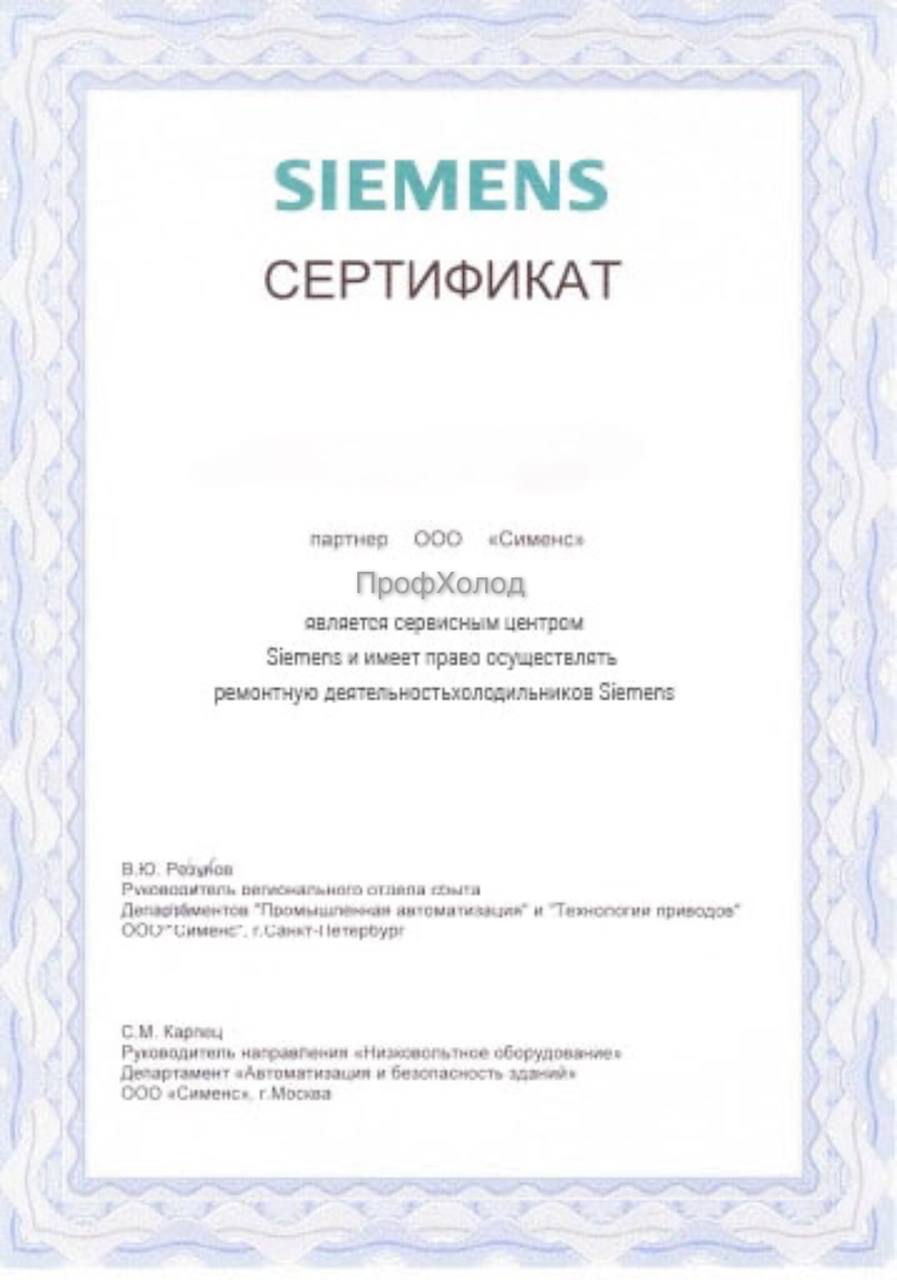 SIEMENS
СЕРТИФИКАТ
партнер ООО «Сименс»
ПрофХолод
является сервисным центром
Siemens и имеет право осуществлять
ремонтную деятельностьхолодильников Siemens
В.Ю. Резунов
Руководитель регионального отдела сбыта
Департаментов "Промышленная автоматизация" и "Технологии приводов"
ООО "Сименс", г.Санкт-Петербург
С.М. Карпец
Руководитель направления «Низковольтное оборудование»
Департамент «Автоматизация и безопасность зданий»
ООО «Сименс», г.Москва